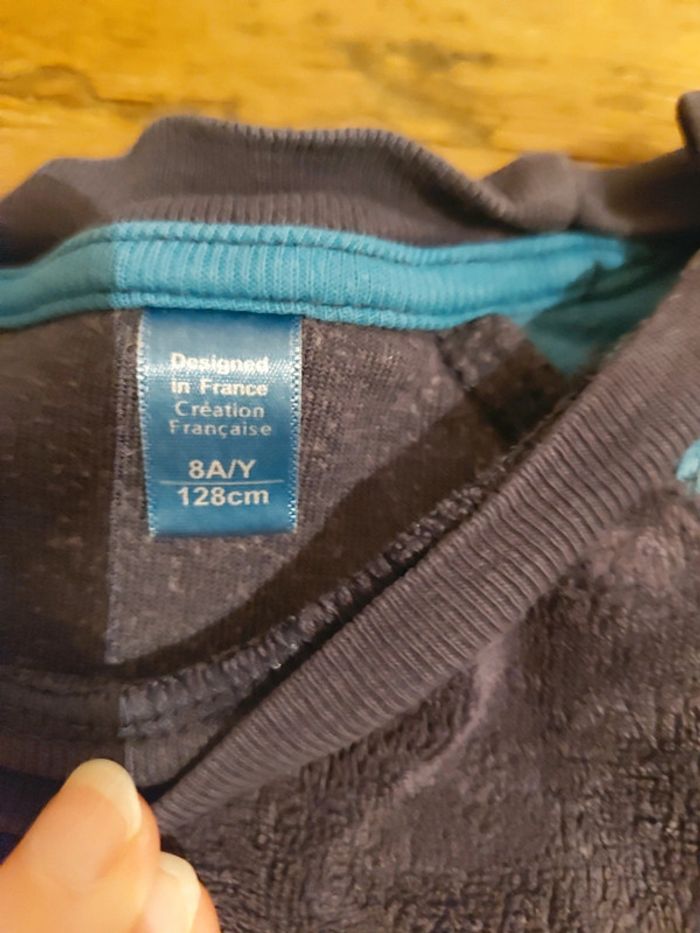 Designed
in France
Création
Française
8A/Y
128cm